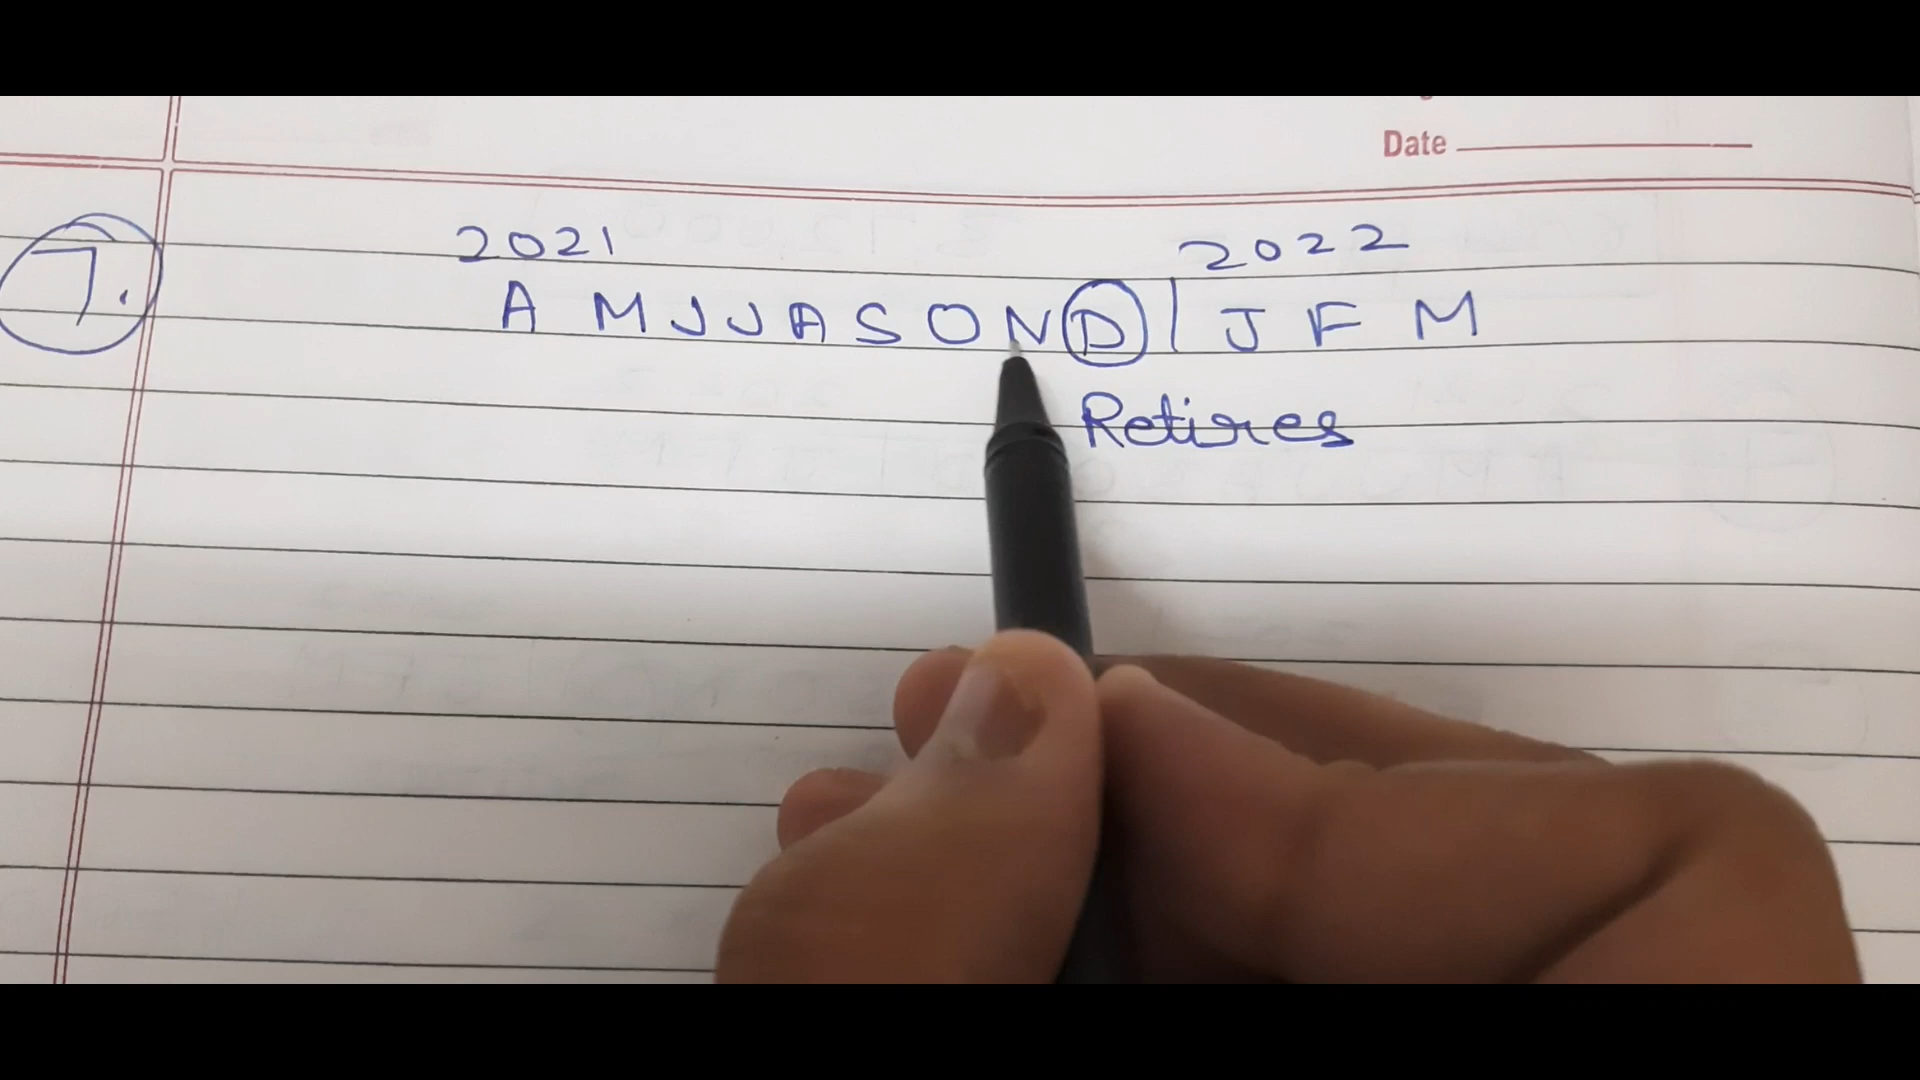 Date
7.
2021 2022
A M J J A S O N D | J F M
Retires